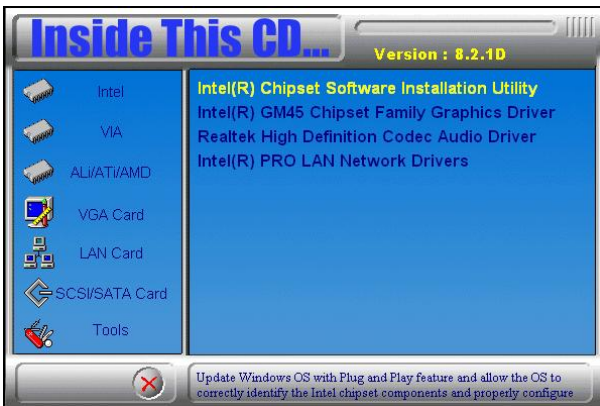 Inside This CD...
Version : 8.2.1D
Intel
VIA
ALi/ATi/AMD
VGA Card
LAN Card
SCSI/SATA Card
Tools
Intel(R) Chipset Software Installation Utility
Intel(R) GM45 Chipset Family Graphics Driver
Realtek High Definition Codec Audio Driver
Intel(R) PRO LAN Network Drivers
Update Windows OS with Plug and Play feature and allow the OS to
correctly identify the Intel chipset components and properly configure